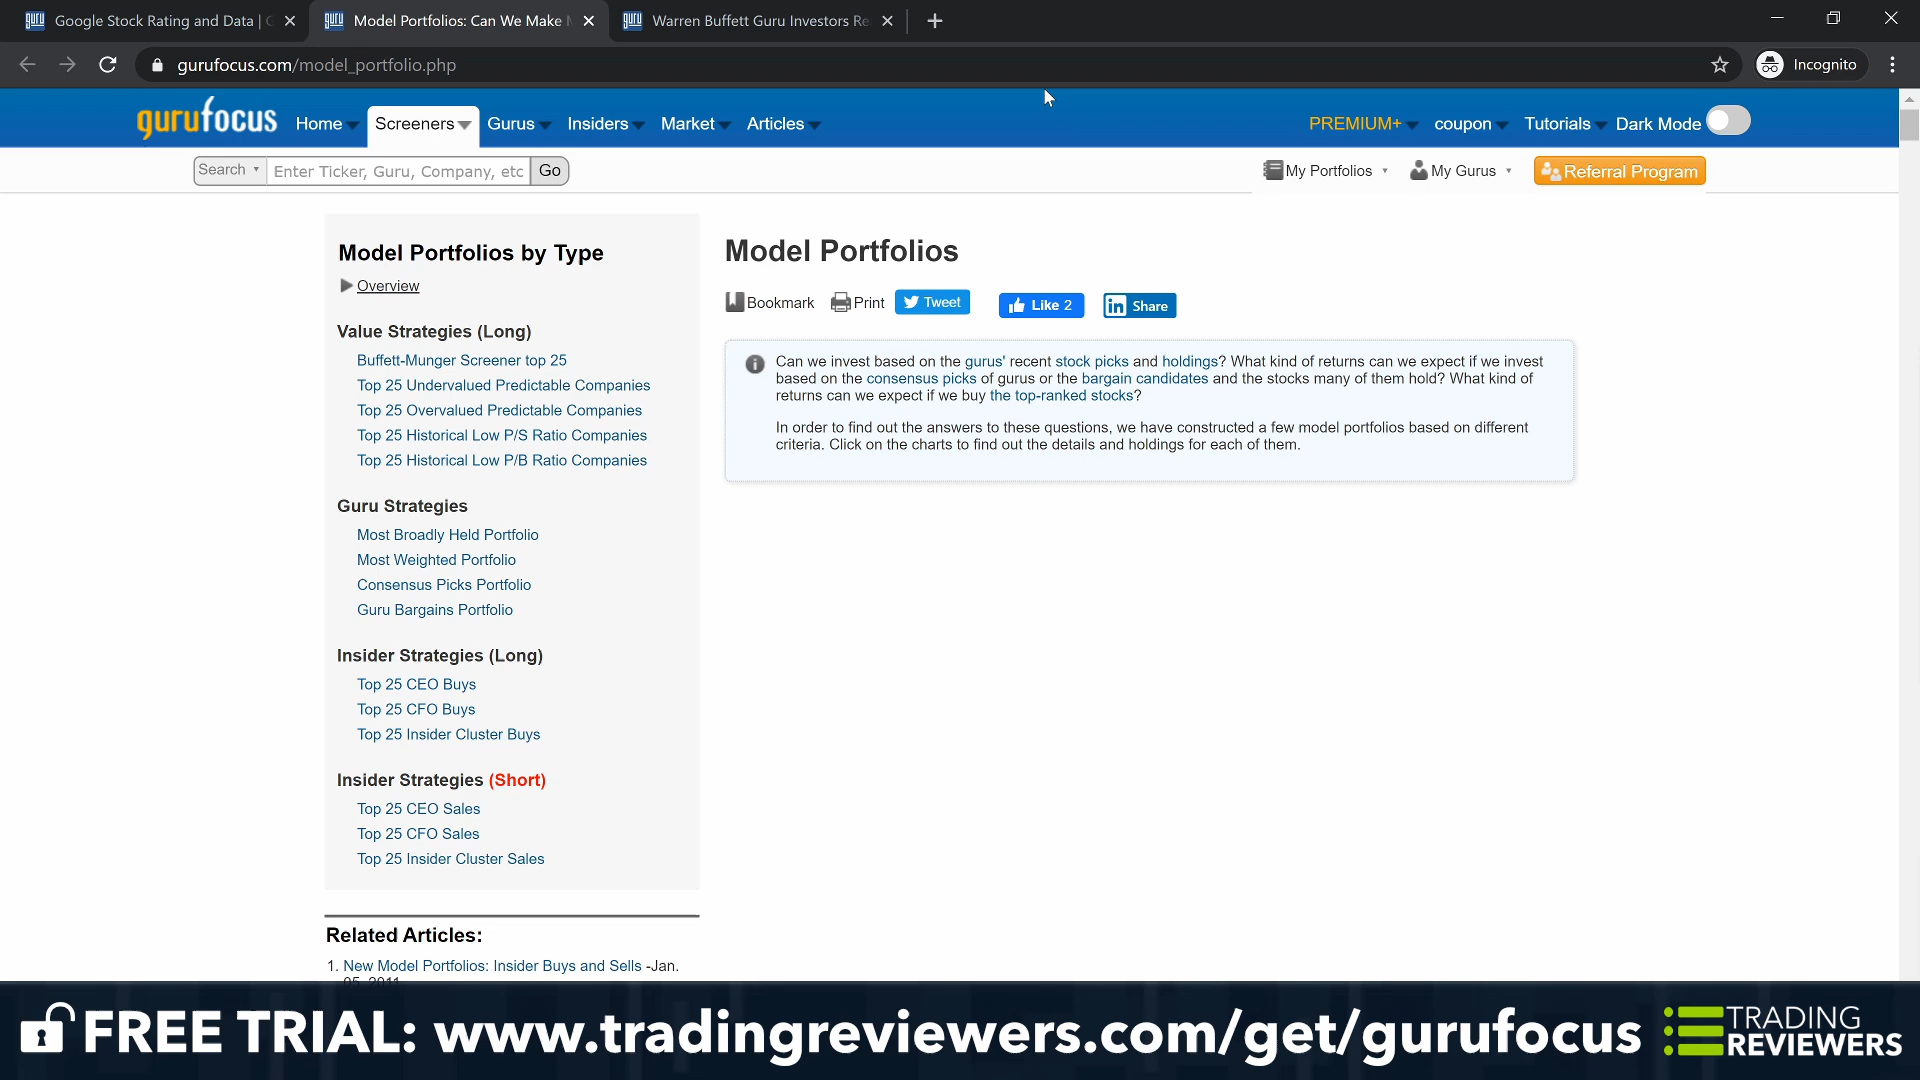 Google Stock Rating and Data |
Model Portfolios: Can We Make
Warren Buffett Guru Investors Re
gurufocus.com/model_portfolio.php
Incognito
gurufocus
Home
Screeners
Gurus
Insiders
Market
Articles
PREMIUM+
coupon
Tutorials
Dark Mode
Search
Enter Ticker, Guru, Company, etc
Go
My Portfolios
My Gurus
Referral Program
Model Portfolios by Type
Overview
Value Strategies (Long)
Buffett-Munger Screener top 25
Top 25 Undervalued Predictable Companies
Top 25 Overvalued Predictable Companies
Top 25 Historical Low P/S Ratio Companies
Top 25 Historical Low P/B Ratio Companies
Guru Strategies
Most Broadly Held Portfolio
Most Weighted Portfolio
Consensus Picks Portfolio
Guru Bargains Portfolio
Insider Strategies (Long)
Top 25 CEO Buys
Top 25 CFO Buys
Top 25 Insider Cluster Buys
Insider Strategies (Short)
Top 25 CEO Sales
Top 25 CFO Sales
Top 25 Insider Cluster Sales
Related Articles:
1. New Model Portfolios: Insider Buys and Sells -Jan.
05, 2011
Model Portfolios
Bookmark
Print
Tweet
Like 2
in Share
Can we invest based on the gurus' recent stock picks and holdings? What kind of returns can we expect if we invest
based on the consensus picks of gurus or the bargain candidates and the stocks many of them hold? What kind of
returns can we expect if we buy the top-ranked stocks?
In order to find out the answers to these questions, we have constructed a few model portfolios based on different
criteria. Click on the charts to find out the details and holdings for each of them.
FREE TRIAL: www.tradingreviewers.com/get/gurufocus
TRADING
REVIEWERS